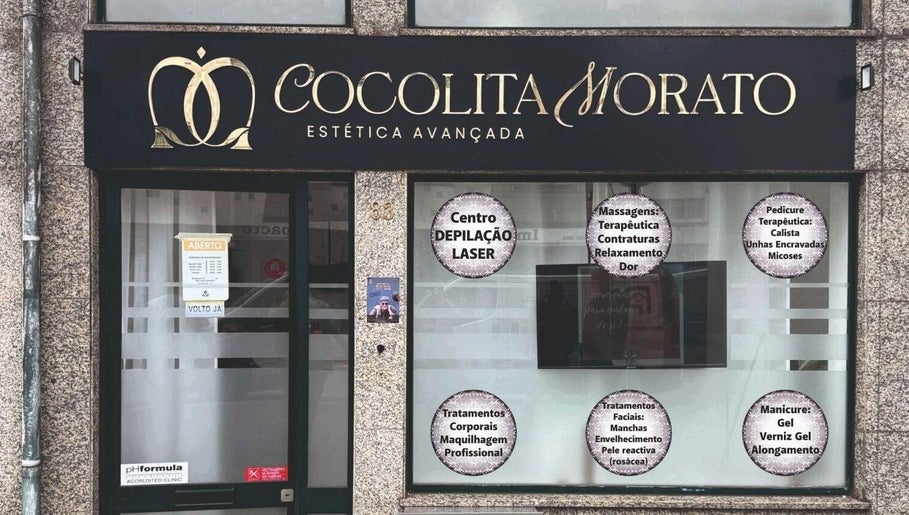 COCOLITA MORATO
ESTÉTICA AVANÇADA
65
ABERTO
VOLTO JÁ
Centro
DEPILAÇÃO
LASER
Massagens:
Terapêutica
Contraturas
Relaxamento
Dor
Pedicure
Terapêutica:
Calista
Unhas Encravadas
Micoses
Tratamentos
Corporais
Maquilhagem
Profissional
Tratamentos
Faciais:
Manchas
Envelhecimento
Pele reactiva
(rosácea)
Manicure:
Gel
Verniz Gel
Alongamento
pHformula
ACCREDITED CLINIC